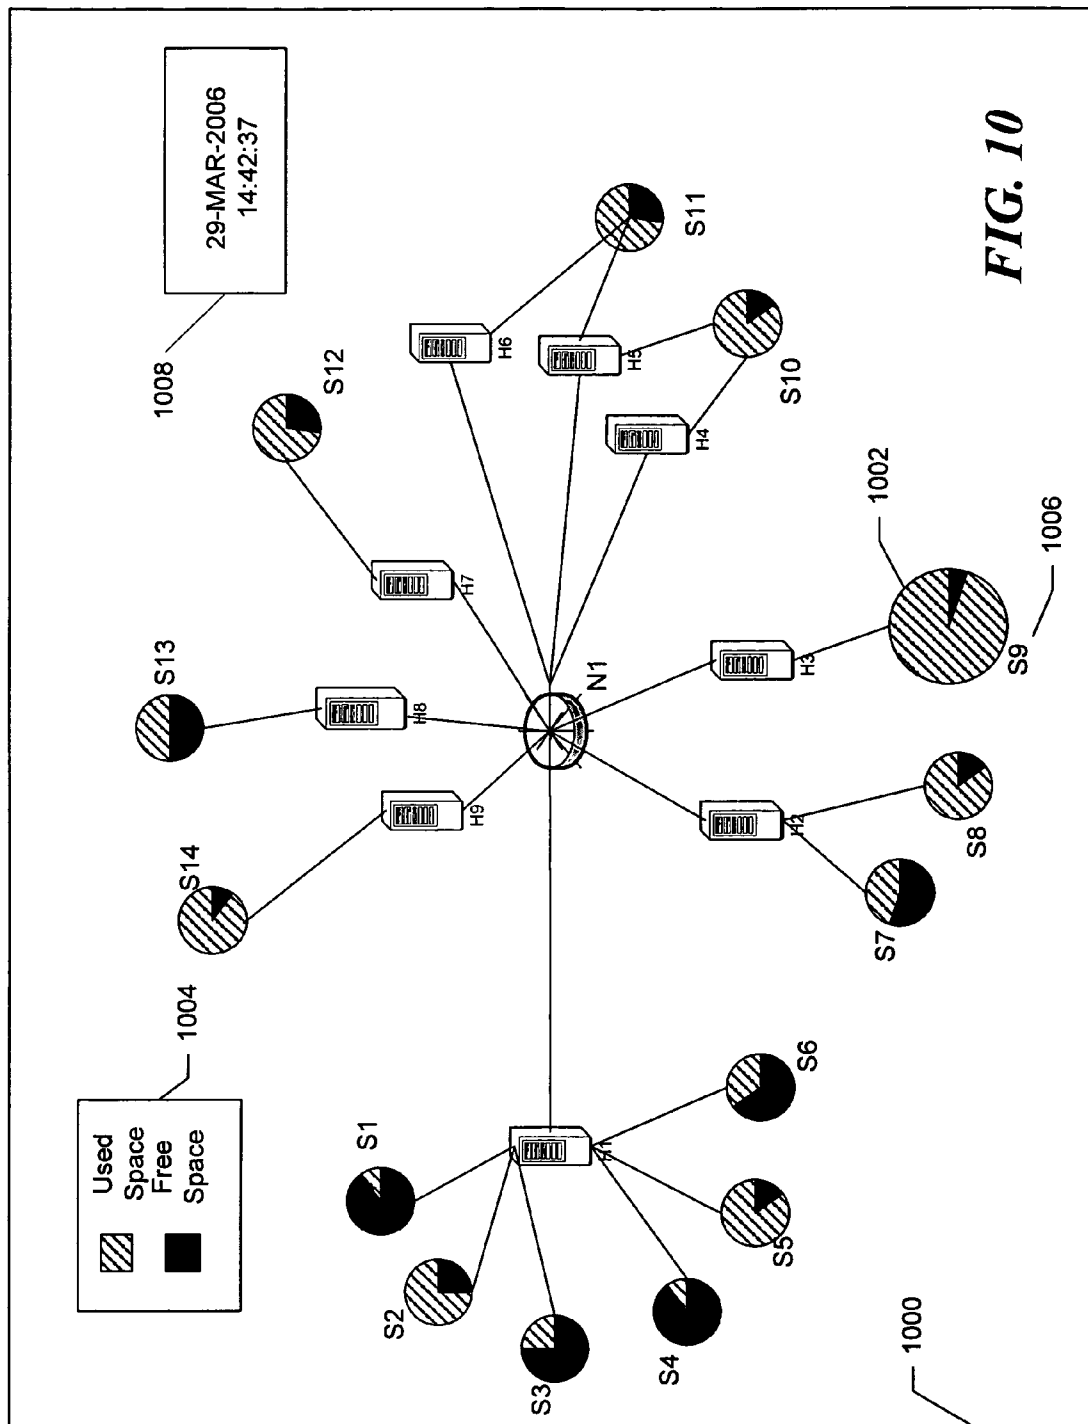 1008
29-MAR-2006
14:42:37
1004
Used
Space
Free
Space
S14
S13
S12
S11
S10
1002
S9
1006
S8
S7
S6
S5
S4
S3
S2
S1
H1
H2
H3
H4
H5
H6
H7
H8
H9
N1
1000
FIG. 10